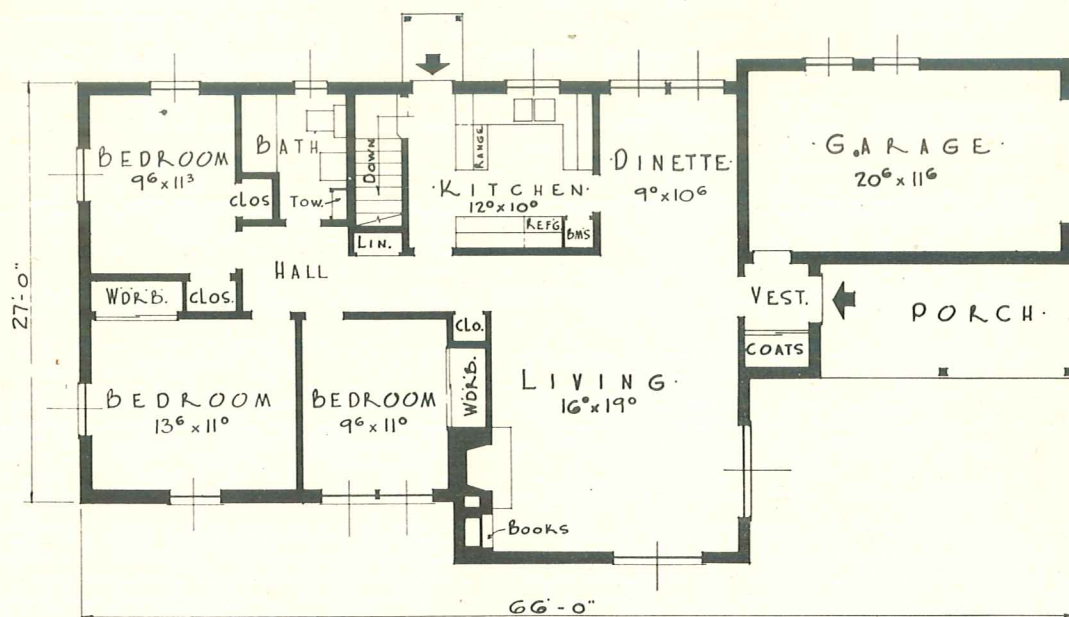 BEDROOM
9⁶ x 11³
BATH
CLOS
TOW.
DOWN
LIN.
RANGE
KITCHEN
12⁰ x 10⁰
REFG
BMS
DINETTE
9⁰ x 10⁶
GARAGE
20⁶ x 11⁶
HALL
WDRB.
CLOS.
VEST.
PORCH
COATS
CLO.
WDRB.
BEDROOM
13⁶ x 11⁰
BEDROOM
9⁶ x 11⁰
LIVING
16⁰ x 19⁰
BOOKS
27'-0"
66'-0"